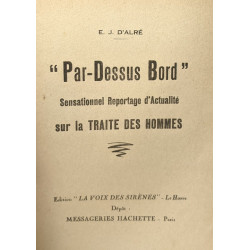 E. J. D'ALRÉ
“ PAR-DESSUS BORD ”
Sensationnel Reportage d'Actualité
sur la TRAITE DES HOMMES
Edition "LA VOIX DES SIRÈNES" - Le Havre
Dépôt :
MESSAGERIES HACHETTE - Paris